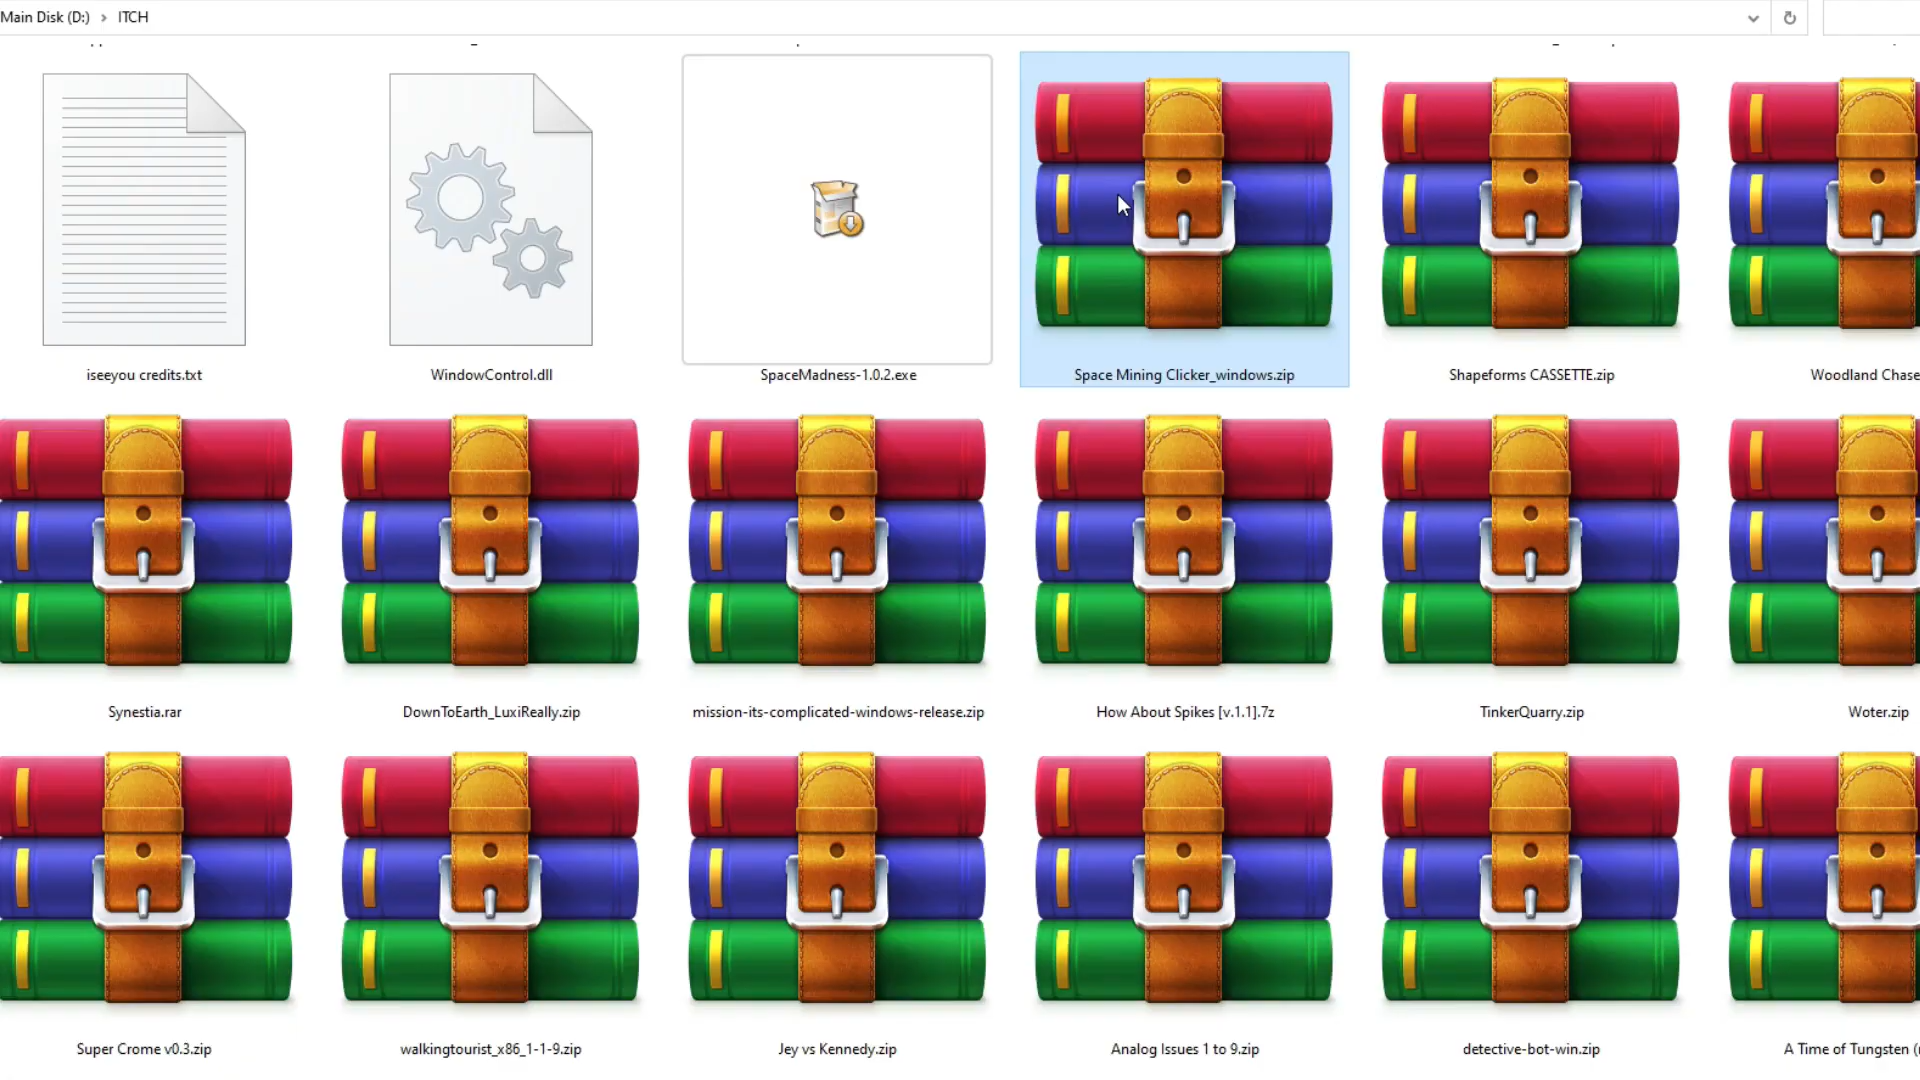 Main Disk (D:) › ITCH
iseeyou credits.txt
WindowControl.dll
SpaceMadness-1.0.2.exe
Space Mining Clicker_windows.zip
Shapeforms CASSETTE.zip
Woodland Chase
Synestia.rar
DownToEarth_LuxiReally.zip
mission-its-complicated-windows-release.zip
How About Spikes [v.1.1].7z
TinkerQuarry.zip
Woter.zip
Super Crome v0.3.zip
walkingtourist_x86_1-1-9.zip
Jey vs Kennedy.zip
Analog Issues 1 to 9.zip
detective-bot-win.zip
A Time of Tungsten (